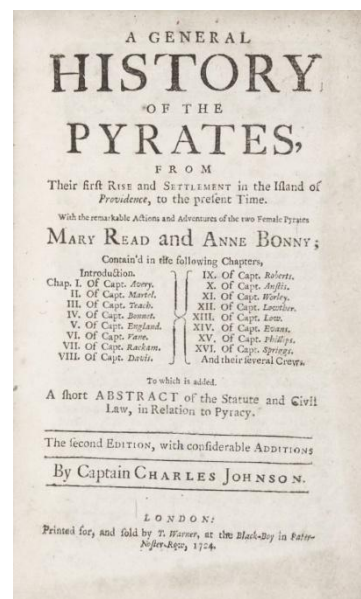 A GENERAL
HISTORY
OF THE
PYRATES,
FROM
Their first RISE and SETTLEMENT in the Island of
Providence, to the present Time.
With the remarkable Actions and Adventures of the two Female Pyrates
MARY READ and ANNE BONNY;
Contain'd in the following Chapters,
Introduction.
Chap. I. Of Capt. Avery.
II. Of Capt. Martel.
III. Of Capt. Teach.
IV. Of Capt. Bonnet.
V. Of Capt. England.
VI. Of Capt. Vane.
VII. Of Capt. Rackam.
VIII. Of Capt. Davis.
IX. Of Capt. Roberts.
X. Of Capt. Anstis.
XI. Of Capt. Worley.
XII. Of Capt. Lowther.
XIII. Of Capt. Low.
XIV. Of Capt. Evans.
XV. Of Capt. Phillips.
XVI. Of Capt. Spriggs.
And their several Crews.
To which is added.
A short ABSTRACT of the Statute and Civil
Law, in Relation to Pyracy.
The second EDITION, with considerable ADDITIONS
By Captain CHARLES JOHNSON.
LONDON:
Printed for, and sold by T. Warner, at the Black-Boy in Pater-
Noster-Row, 1724.